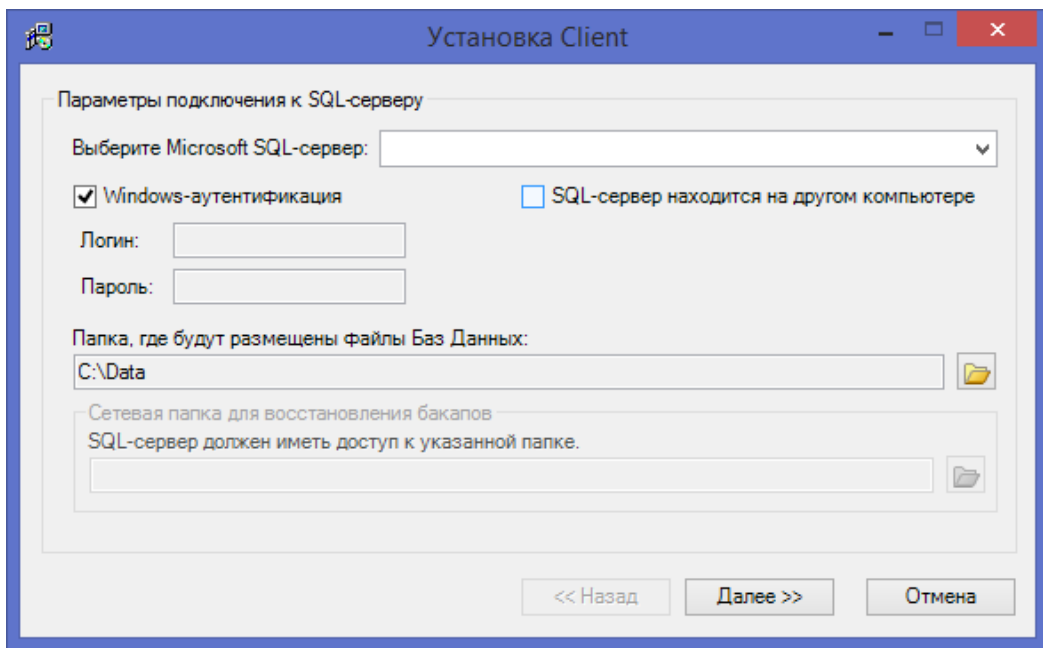 Установка Client
Параметры подключения к SQL-серверу
Выберите Microsoft SQL-сервер:
Windows-аутентификация
SQL-сервер находится на другом компьютере
Логин:
Пароль:
Папка, где будут размещены файлы Баз Данных:
C:\Data
Сетевая папка для восстановления бакапов
SQL-сервер должен иметь доступ к указанной папке.
<< Назад
Далее >>
Отмена